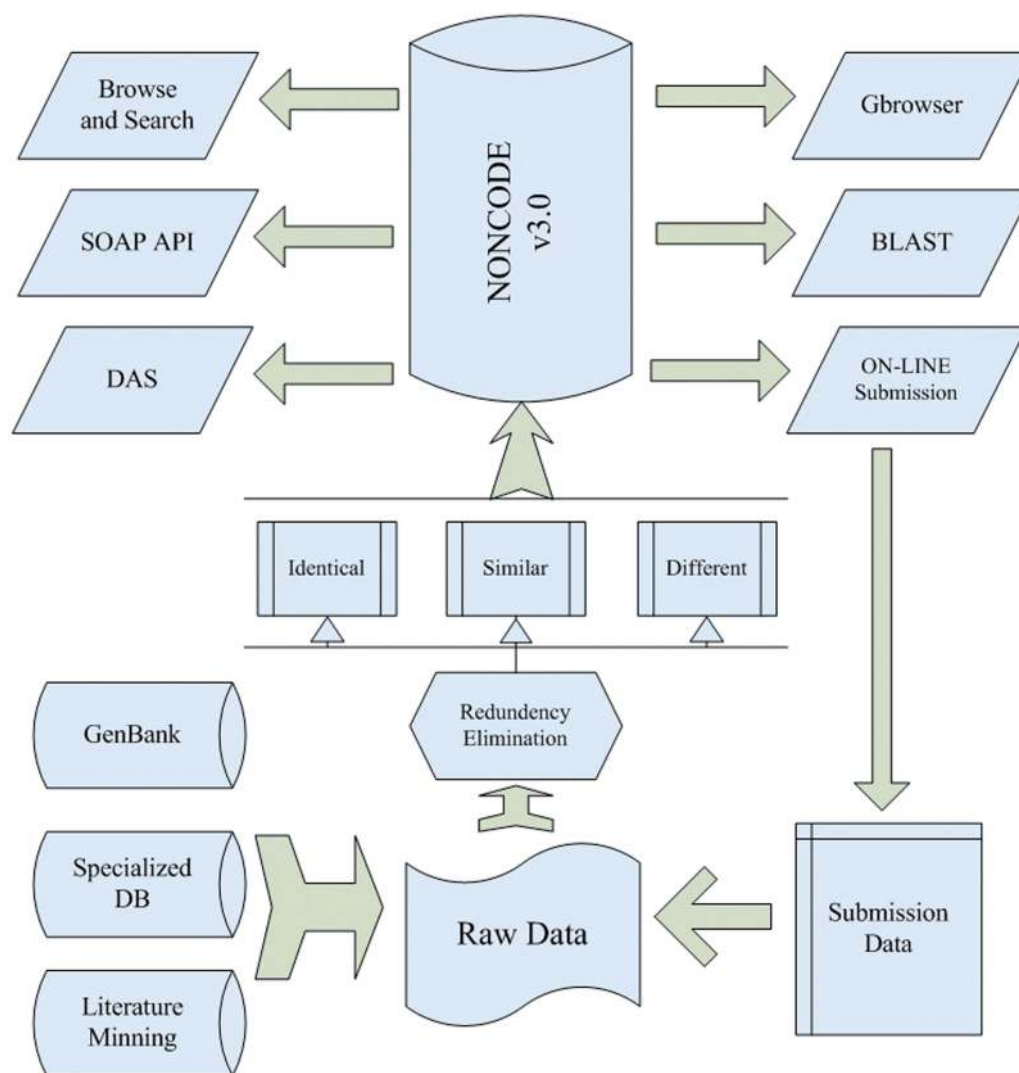 Browse
and Search
Gbrowser
NONCODE
v3.0
SOAP API
BLAST
DAS
ON-LINE
Submission
Identical
Similar
Different
GenBank
Redundency
Elimination
Specialized
DB
Raw Data
Submission
Data
Literature
Minning